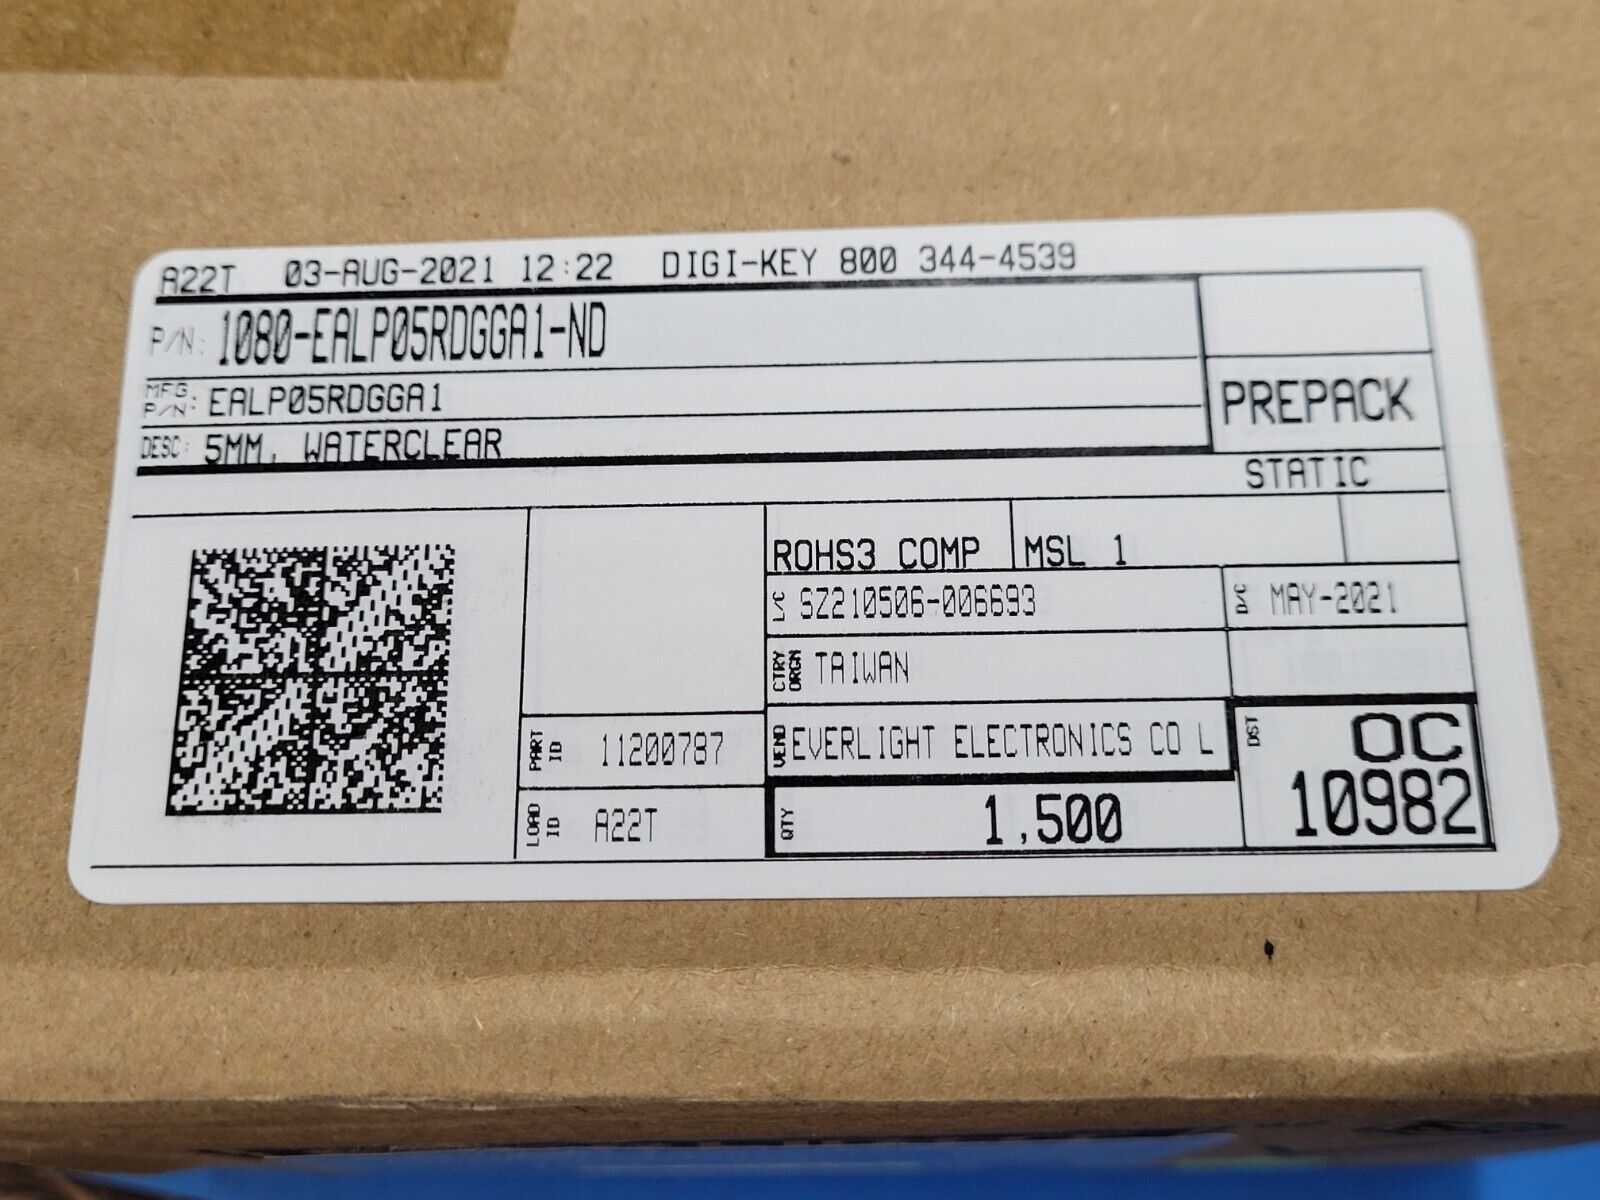 A22T 03-AUG-2021 12:22 DIGI-KEY 800 344-4539
P/N: 1080-EALP05RDGGA1-ND
MFG. P/N: EALP05RDGGA1
PREPACK
DESC: 5MM, WATERCLEAR
STATIC
ROHS3 COMP MSL 1
L/C SZ210506-006693 D/C MAY-2021
CTRY ORGN TAIWAN
PART ID 11200787
VEND EVERLIGHT ELECTRONICS CO L
DST OC
10982
LOAD ID A22T
QTY 1,500